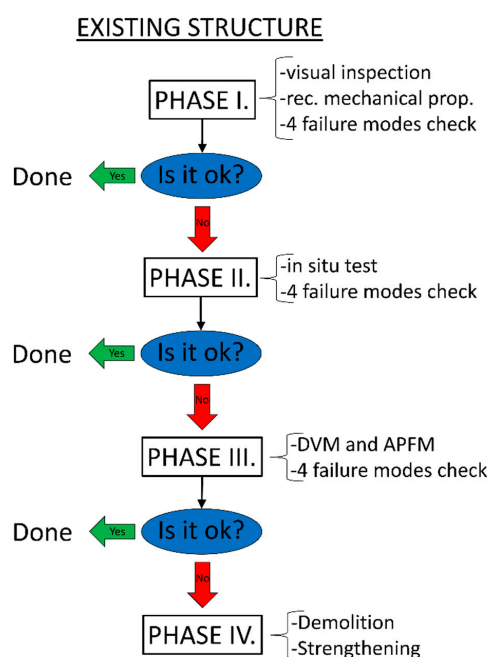 EXISTING STRUCTURE
PHASE I.
-visual inspection
-rec. mechanical prop.
-4 failure modes check
Done
Yes
Is it ok?
No
PHASE II.
-in situ test
-4 failure modes check
Done
Yes
Is it ok?
No
PHASE III.
-DVM and APFM
-4 failure modes check
Done
Yes
Is it ok?
No
PHASE IV.
-Demolition
-Strengthening